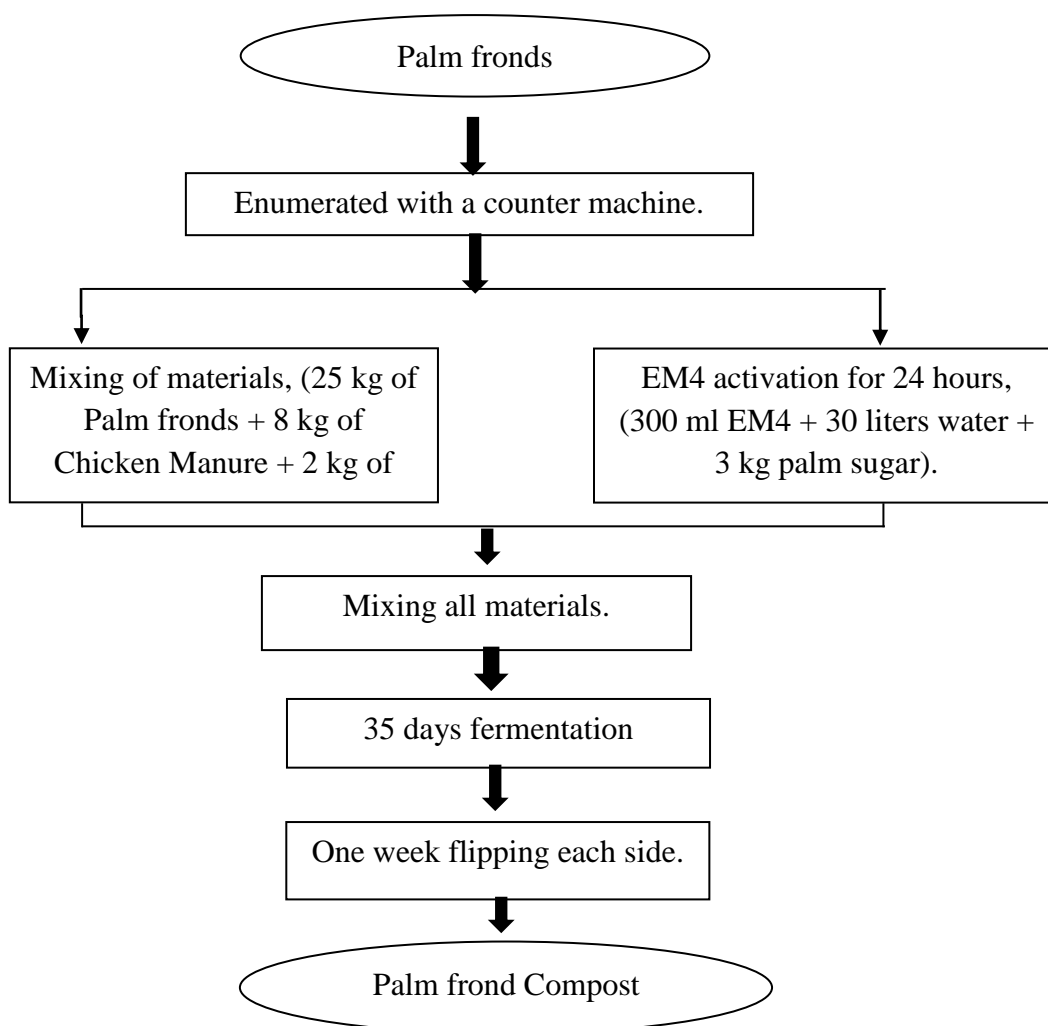 Palm fronds
Enumerated with a counter machine.
Mixing of materials, (25 kg of
Palm fronds + 8 kg of
Chicken Manure + 2 kg of
EM4 activation for 24 hours,
(300 ml EM4 + 30 liters water +
3 kg palm sugar).
Mixing all materials.
35 days fermentation
One week flipping each side.
Palm frond Compost